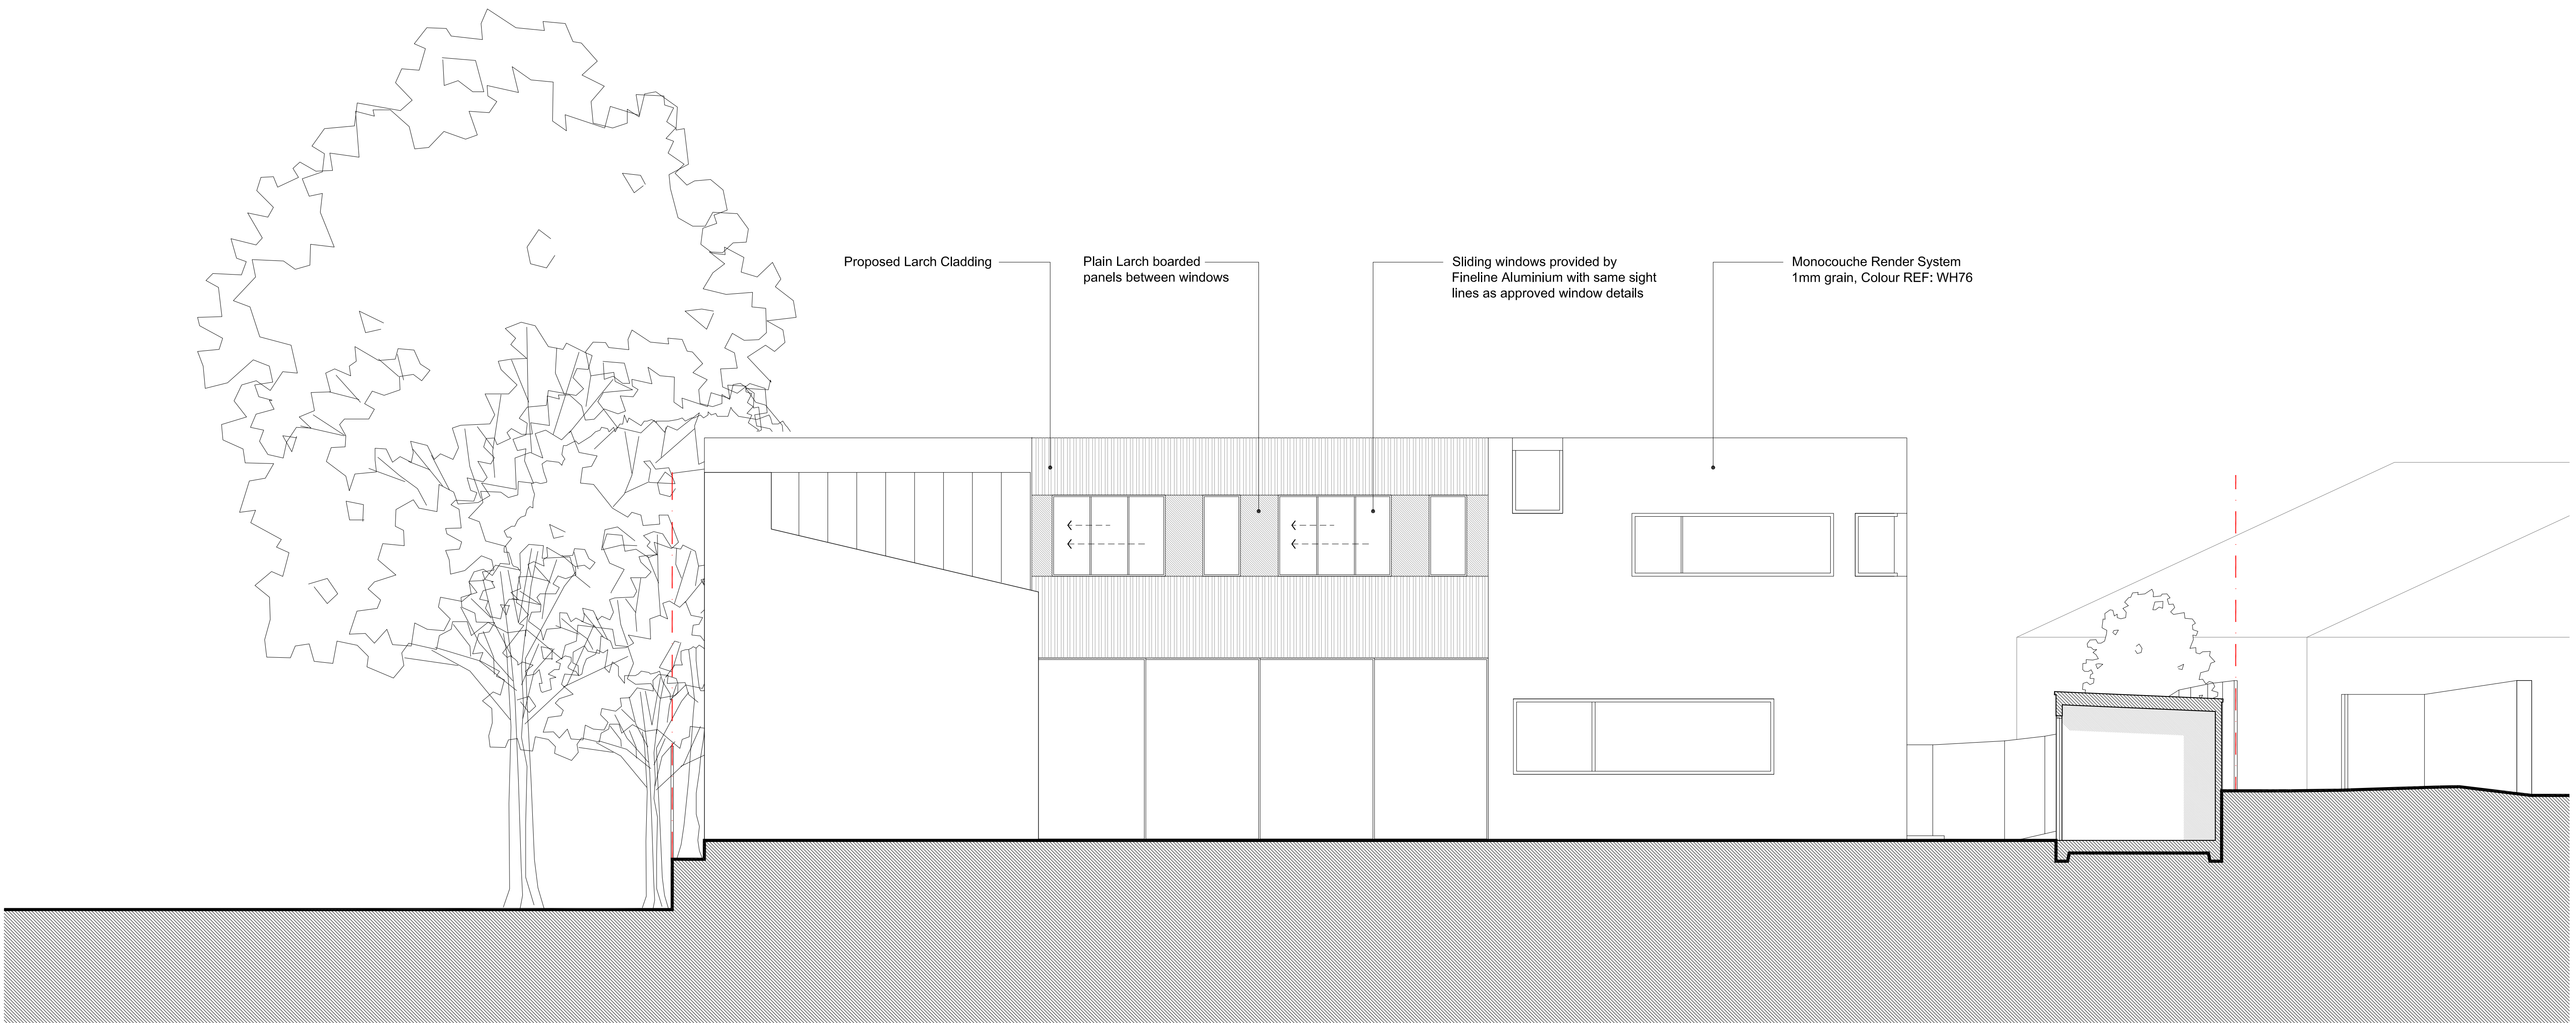 Proposed Larch Cladding
Plain Larch boarded
panels between windows
Sliding windows provided by
Fineline Aluminium with same sight
lines as approved window details
Monocouche Render System
1mm grain, Colour REF: WH76